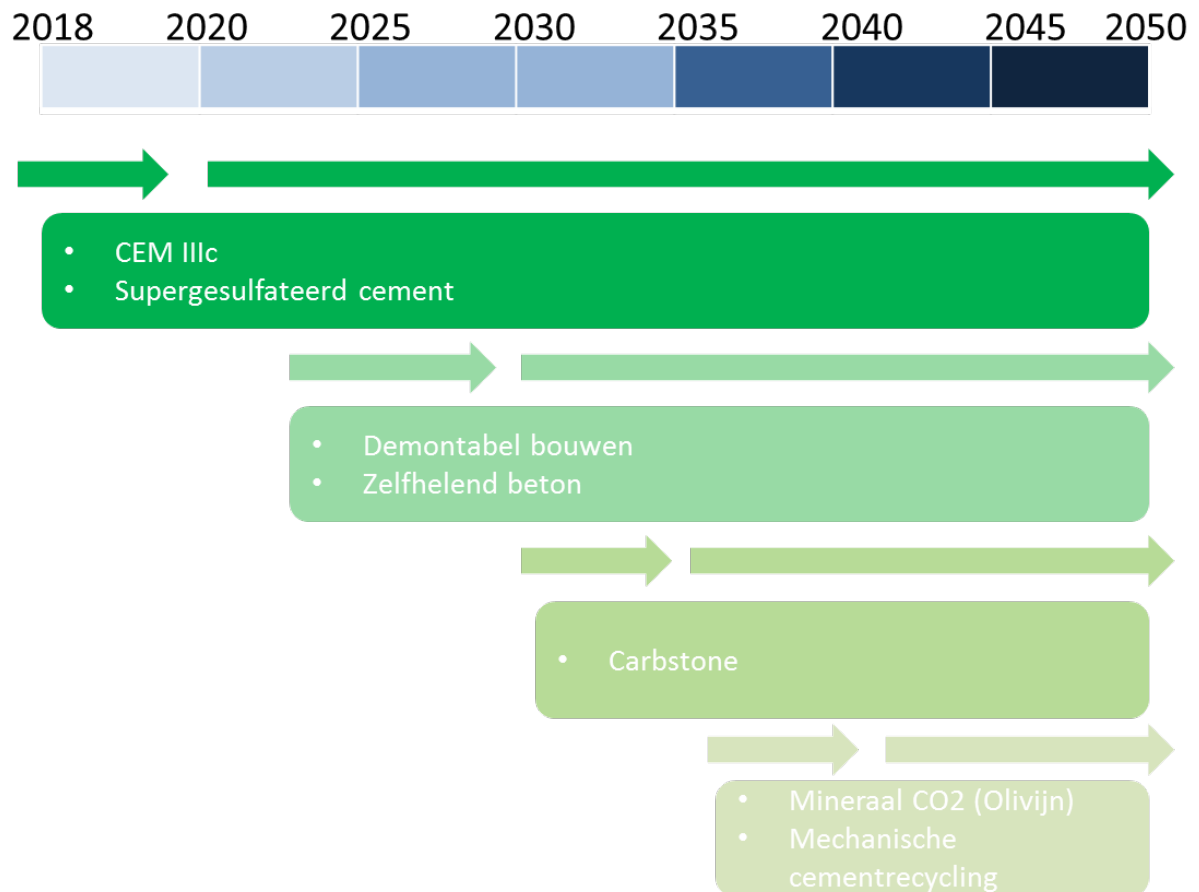 2018 2020 2025 2030 2035 2040 2045 2050
• CEM IIIc
• Supergesulfateerd cement
• Demontabel bouwen
• Zelfhelend beton
• Carbstone
• Mineraal CO2 (Olivijn)
• Mechanische
cementrecycling